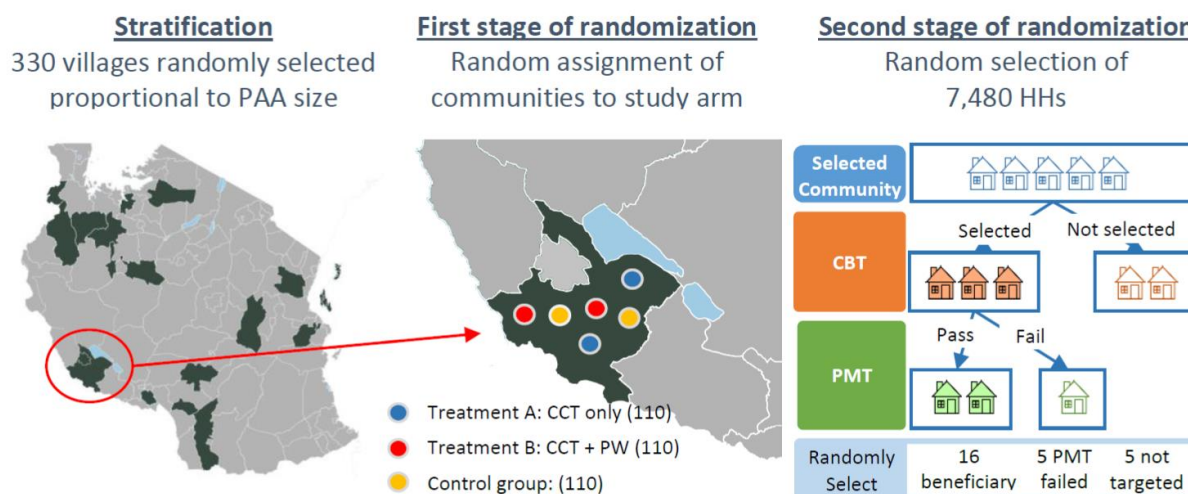 Stratification
330 villages randomly selected
proportional to PAA size
First stage of randomization
Random assignment of
communities to study arm
Treatment A: CCT only (110)
Treatment B: CCT + PW (110)
Control group: (110)
Second stage of randomization
Random selection of
7,480 HHs
Selected
Community
CBT
Selected
Not selected
PMT
Pass
Fail
Randomly
Select
16
beneficiary
5 PMT
failed
5 not
targeted